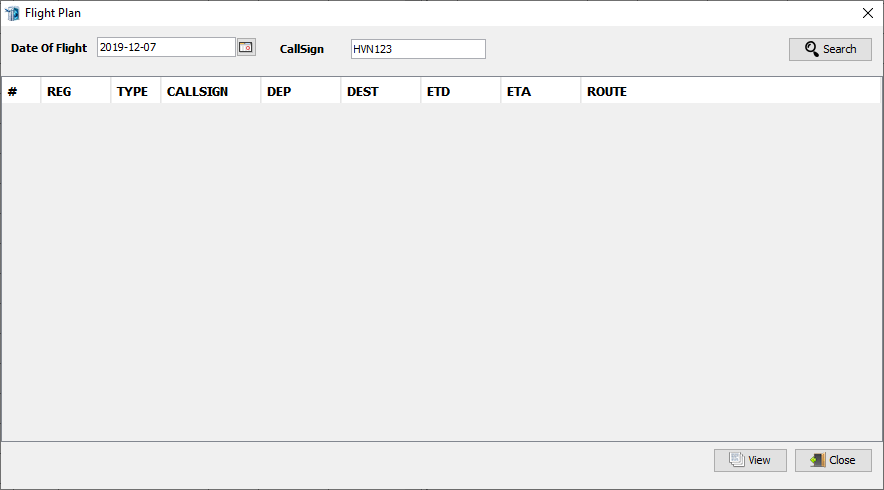 Flight Plan
Date Of Flight 2019-12-07 CallSign HVN123 Search
# REG TYPE CALLSIGN DEP DEST ETD ETA ROUTE
View Close